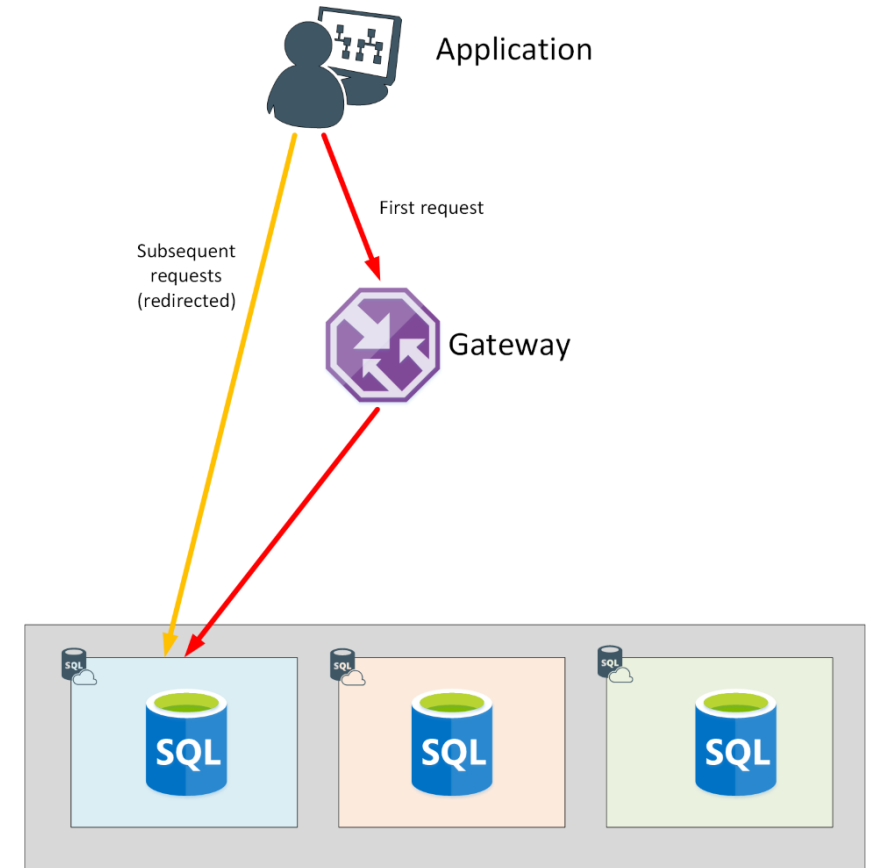 Application
First request
Subsequent
requests
(redirected)
Gateway
SQL
SQL
SQL
SQL
SQL
SQL